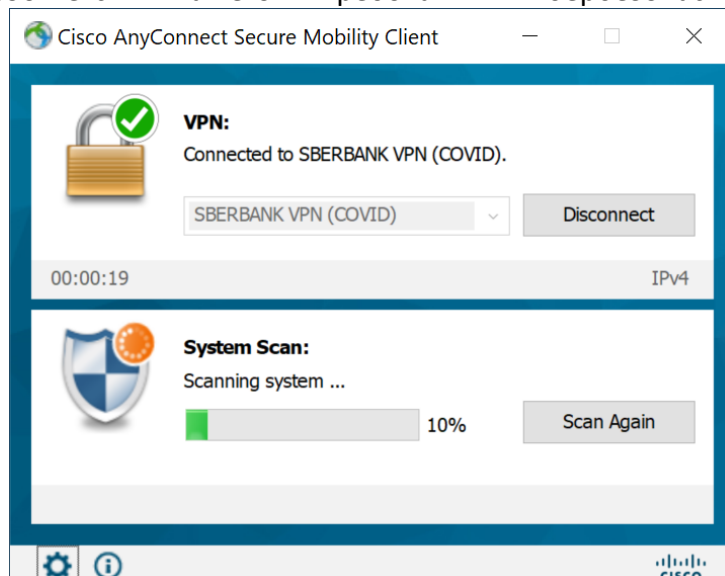 Cisco AnyConnect Secure Mobility Client
VPN:
Connected to SBERBANK VPN (COVID).
SBERBANK VPN (COVID)
Disconnect
00:00:19
IPv4
System Scan:
Scanning system ...
10%
Scan Again
CISCO